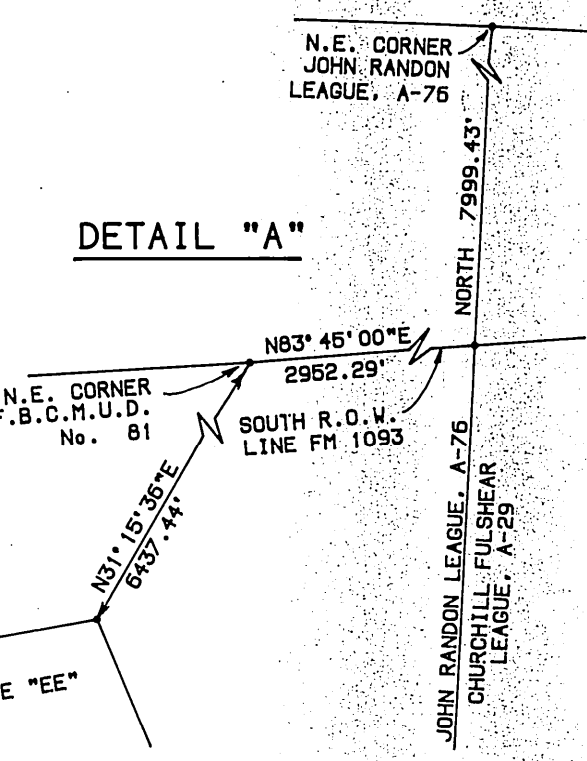 N.E. CORNER
JOHN RANDON
LEAGUE, A-76
NORTH 7999.43'
DETAIL "A"
N83° 45' 00"E
2952.29'
N.E. CORNER
F.B.C.M.U.D.
No. 81
SOUTH R.O.W.
LINE FM 1093
N31° 15' 36"E
6437.44'
JOHN RANDON LEAGUE, A-76
CHURCHILL FULSHEAR
LEAGUE, A-29
E "EE"